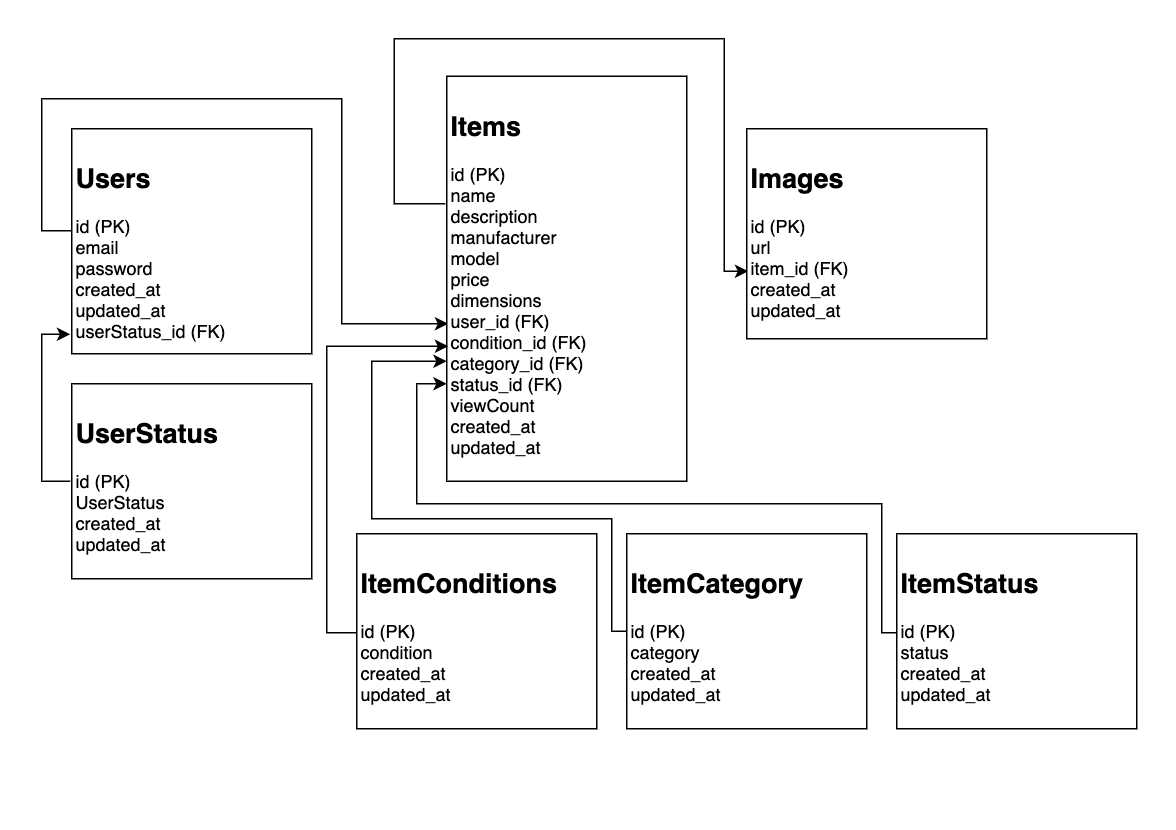 Users
id (PK)
email
password
created_at
updated_at
userStatus_id (FK)
UserStatus
id (PK)
UserStatus
created_at
updated_at
Items
id (PK)
name
description
manufacturer
model
price
dimensions
user_id (FK)
condition_id (FK)
category_id (FK)
status_id (FK)
viewCount
created_at
updated_at
Images
id (PK)
url
item_id (FK)
created_at
updated_at
ItemConditions
id (PK)
condition
created_at
updated_at
ItemCategory
id (PK)
category
created_at
updated_at
ItemStatus
id (PK)
status
created_at
updated_at